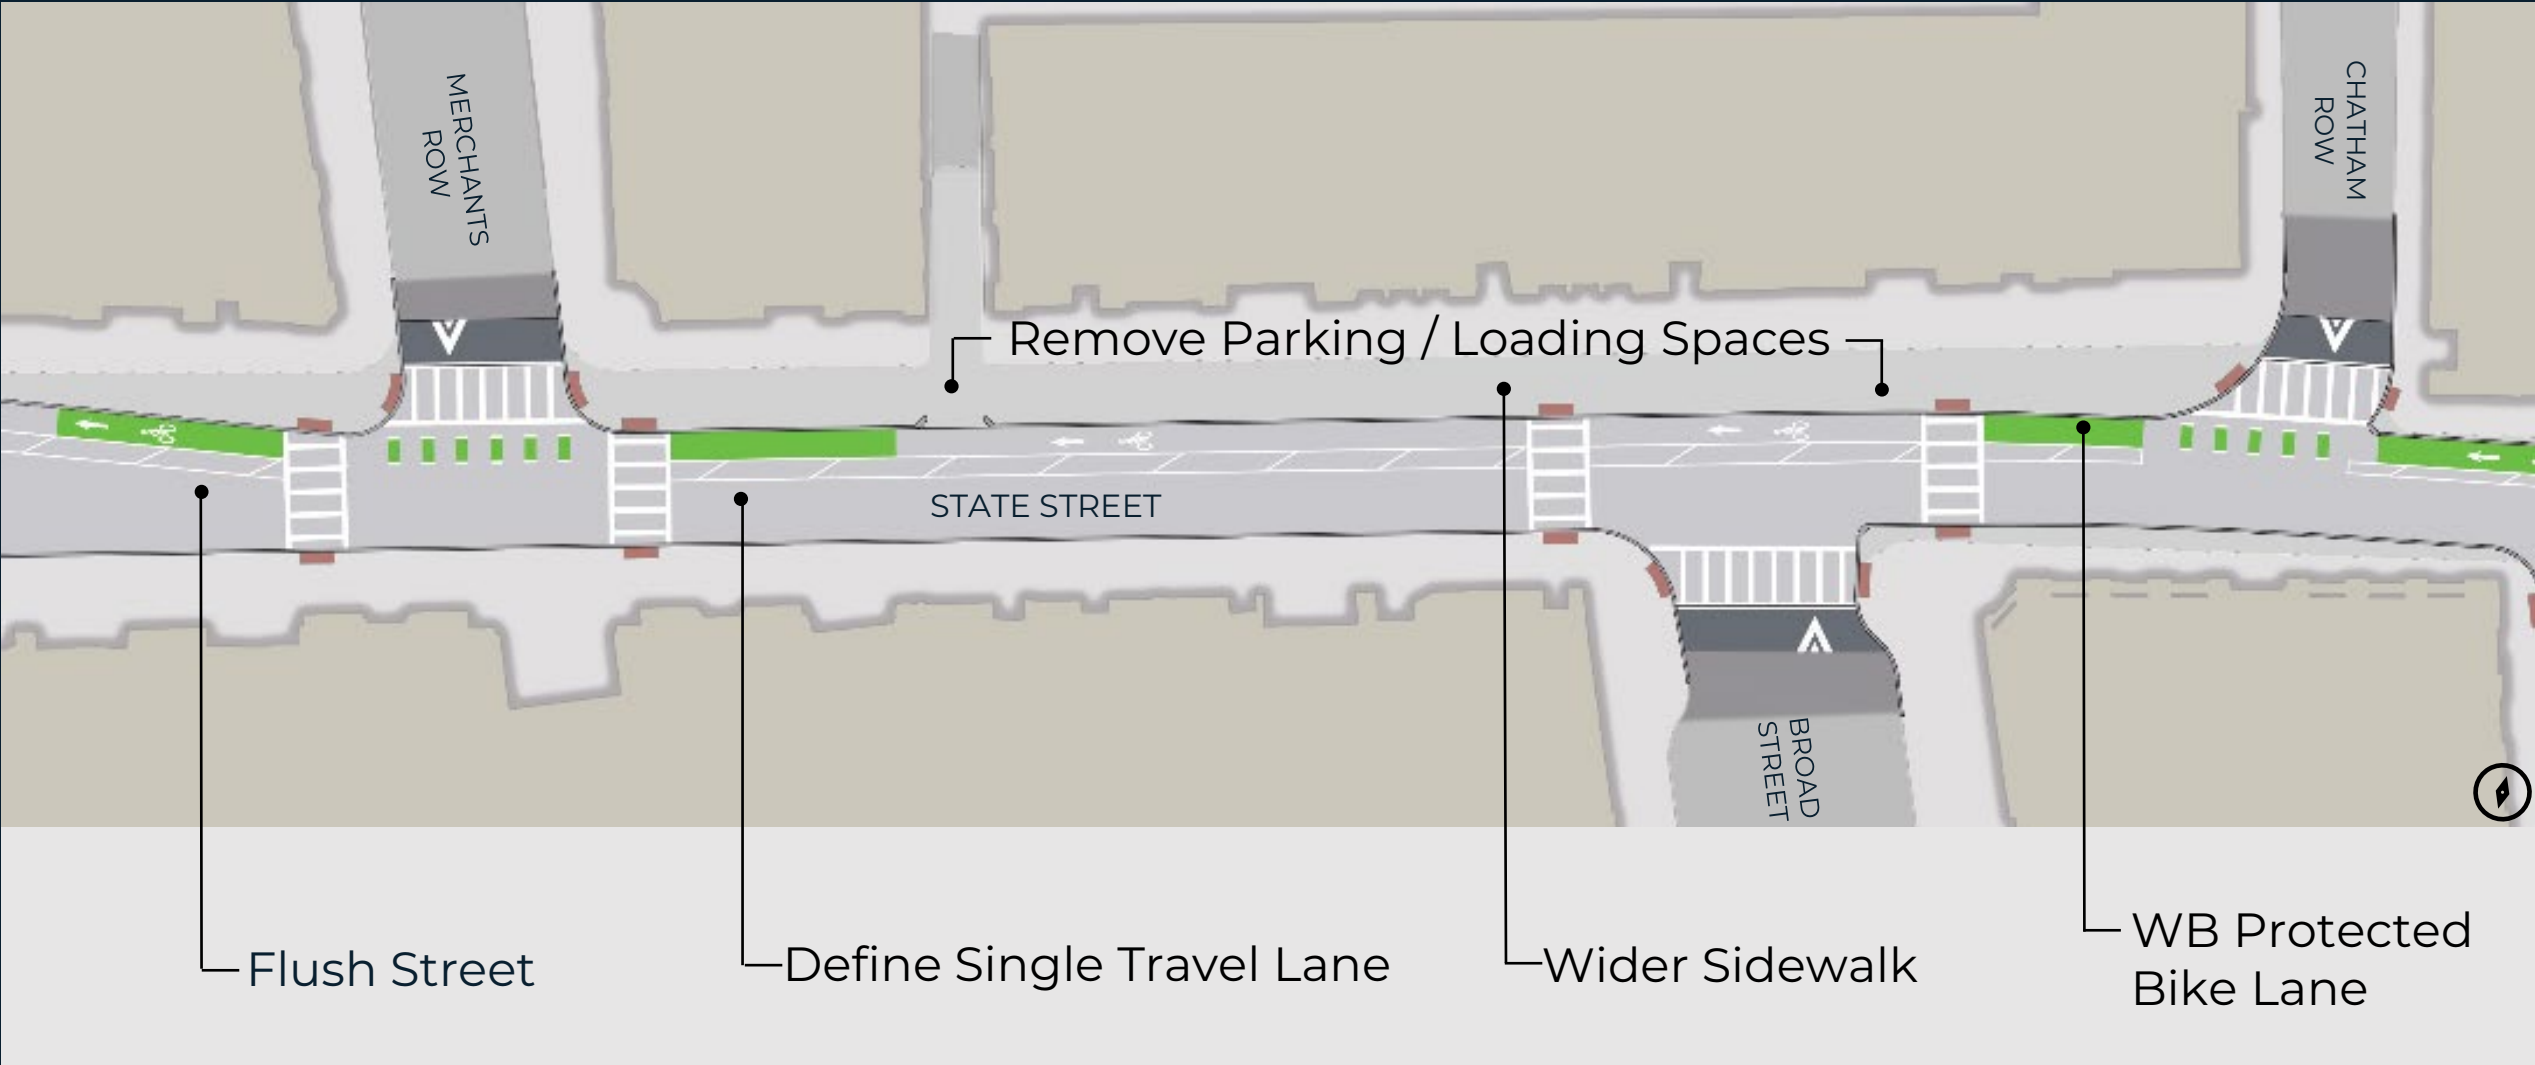 MERCHANTS
ROW
CHATHAM
ROW
Remove Parking / Loading Spaces
STATE STREET
BROAD
STREET
Flush Street
Define Single Travel Lane
Wider Sidewalk
WB Protected
Bike Lane